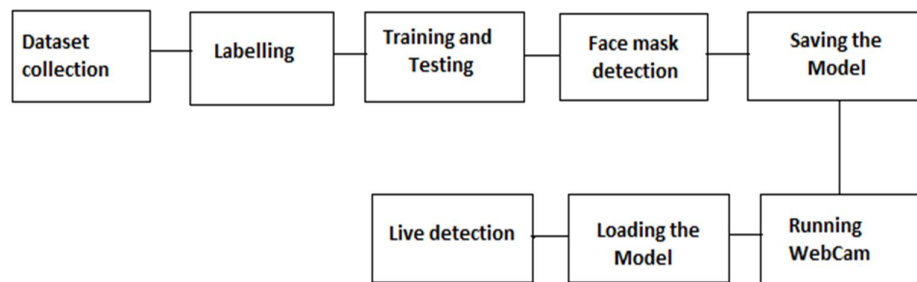 Dataset
collection
Labelling
Training and
Testing
Face mask
detection
Saving the
Model
Live detection
Loading the
Model
Running
WebCam